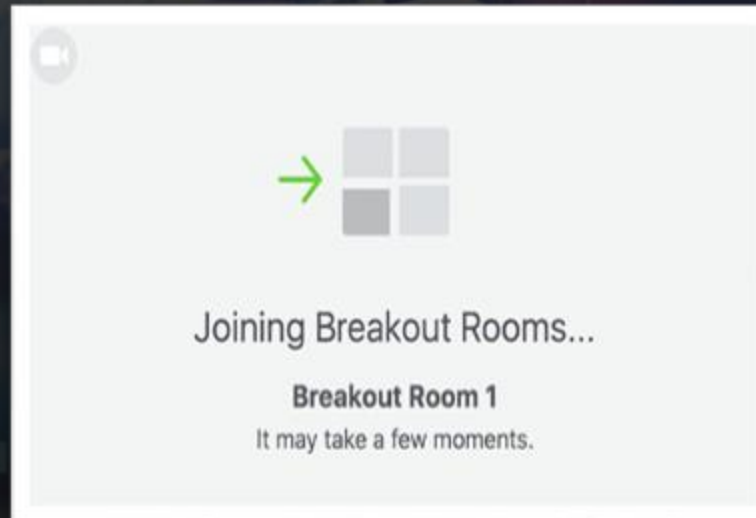 Joining Breakout Rooms...
Breakout Room 1
It may take a few moments.